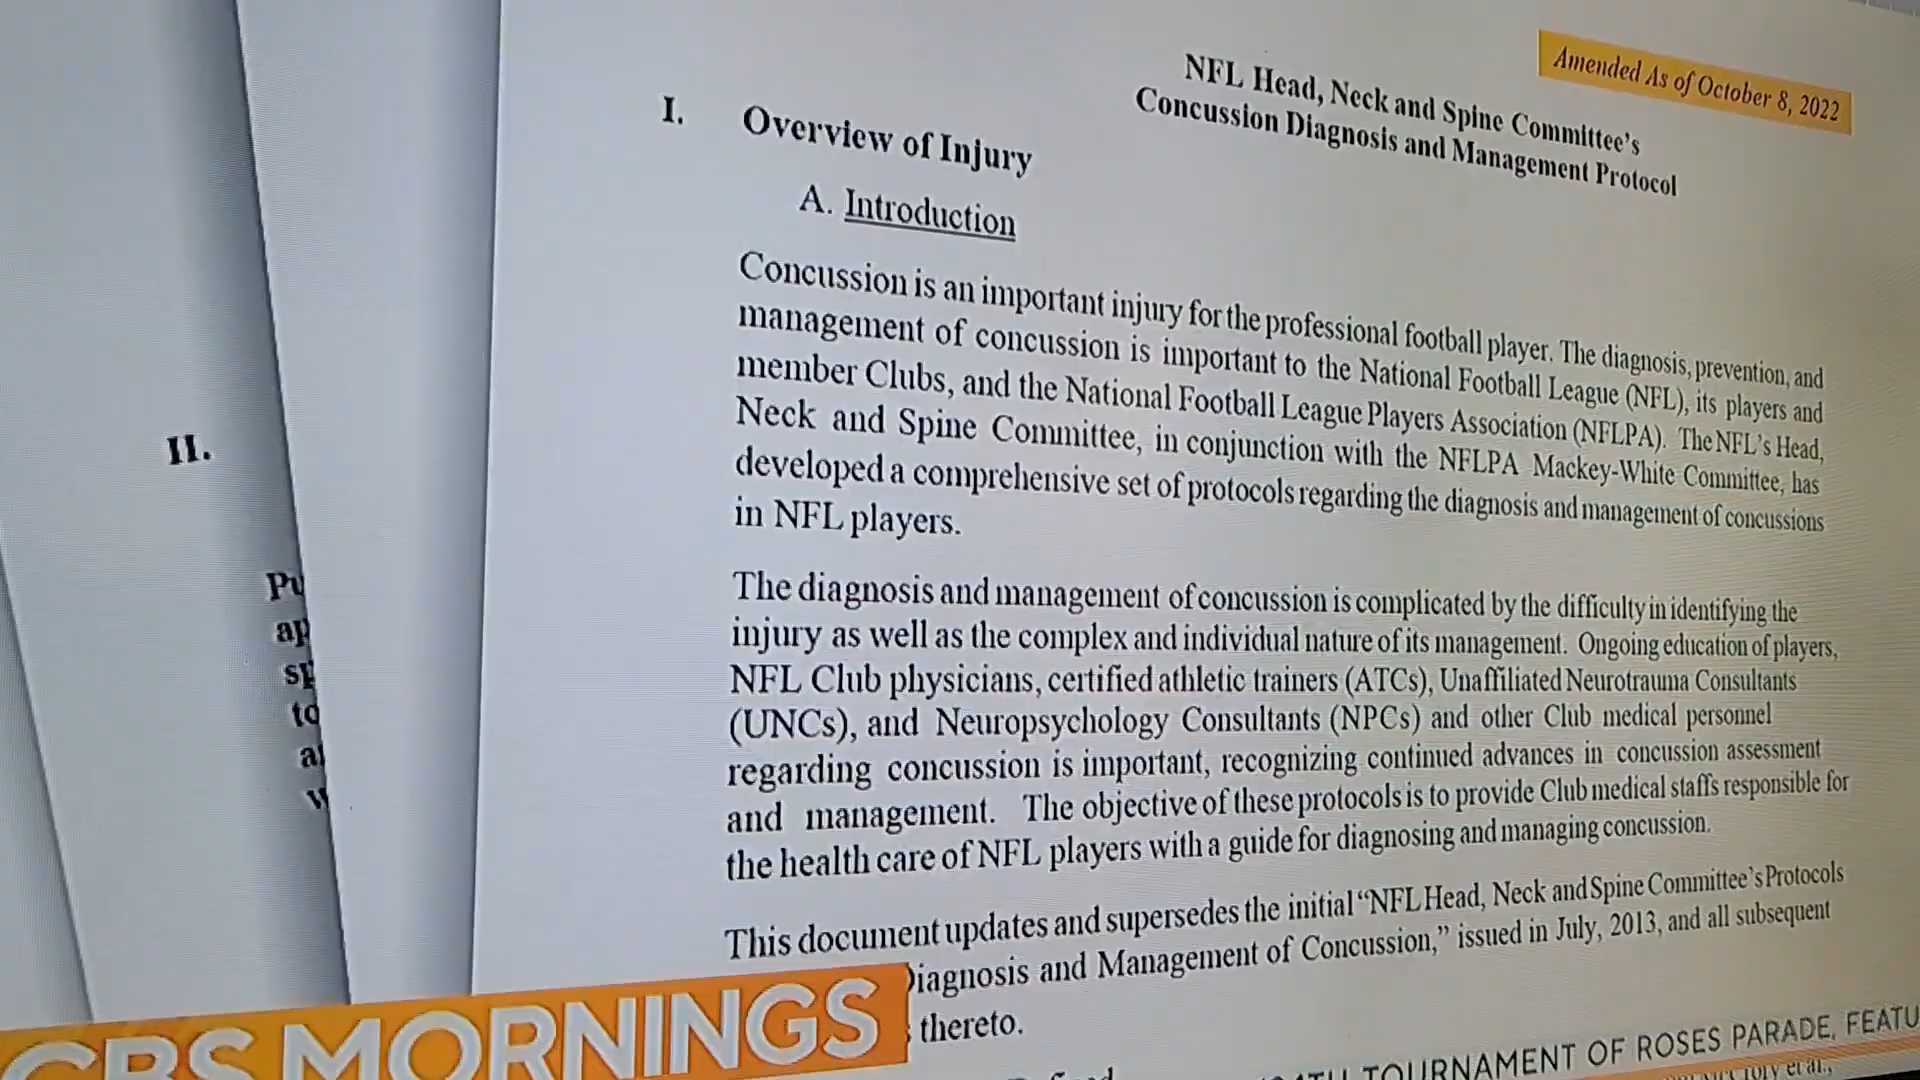 Amended As of October 8, 2022
NFL Head, Neck and Spine Committee's
Concussion Diagnosis and Management Protocol
I. Overview of Injury
A. Introduction
Concussion is an important injury for the professional football player. The diagnosis, prevention, and
management of concussion is important to the National Football League (NFL), its players and
member Clubs, and the National Football League Players Association (NFLPA). The NFL's Head,
Neck and Spine Committee, in conjunction with the NFLPA Mackey-White Committee, has
developed a comprehensive set of protocols regarding the diagnosis and management of concussions
in NFL players.
The diagnosis and management of concussion is complicated by the difficulty in identifying the
injury as well as the complex and individual nature of its management. Ongoing education of players,
NFL Club physicians, certified athletic trainers (ATCs), Unaffiliated Neurotrauma Consultants
(UNCs), and Neuropsychology Consultants (NPCs) and other Club medical personnel
regarding concussion is important, recognizing continued advances in concussion assessment
and management. The objective of these protocols is to provide Club medical staffs responsible for
the health care of NFL players with a guide for diagnosing and managing concussion.
This document updates and supersedes the initial “NFL Head, Neck and Spine Committee's Protocols
iagnosis and Management of Concussion,” issued in July, 2013, and all subsequent
thereto.
II.
CBS MORNINGS
TOURNAMENT OF ROSES PARADE, FEATU